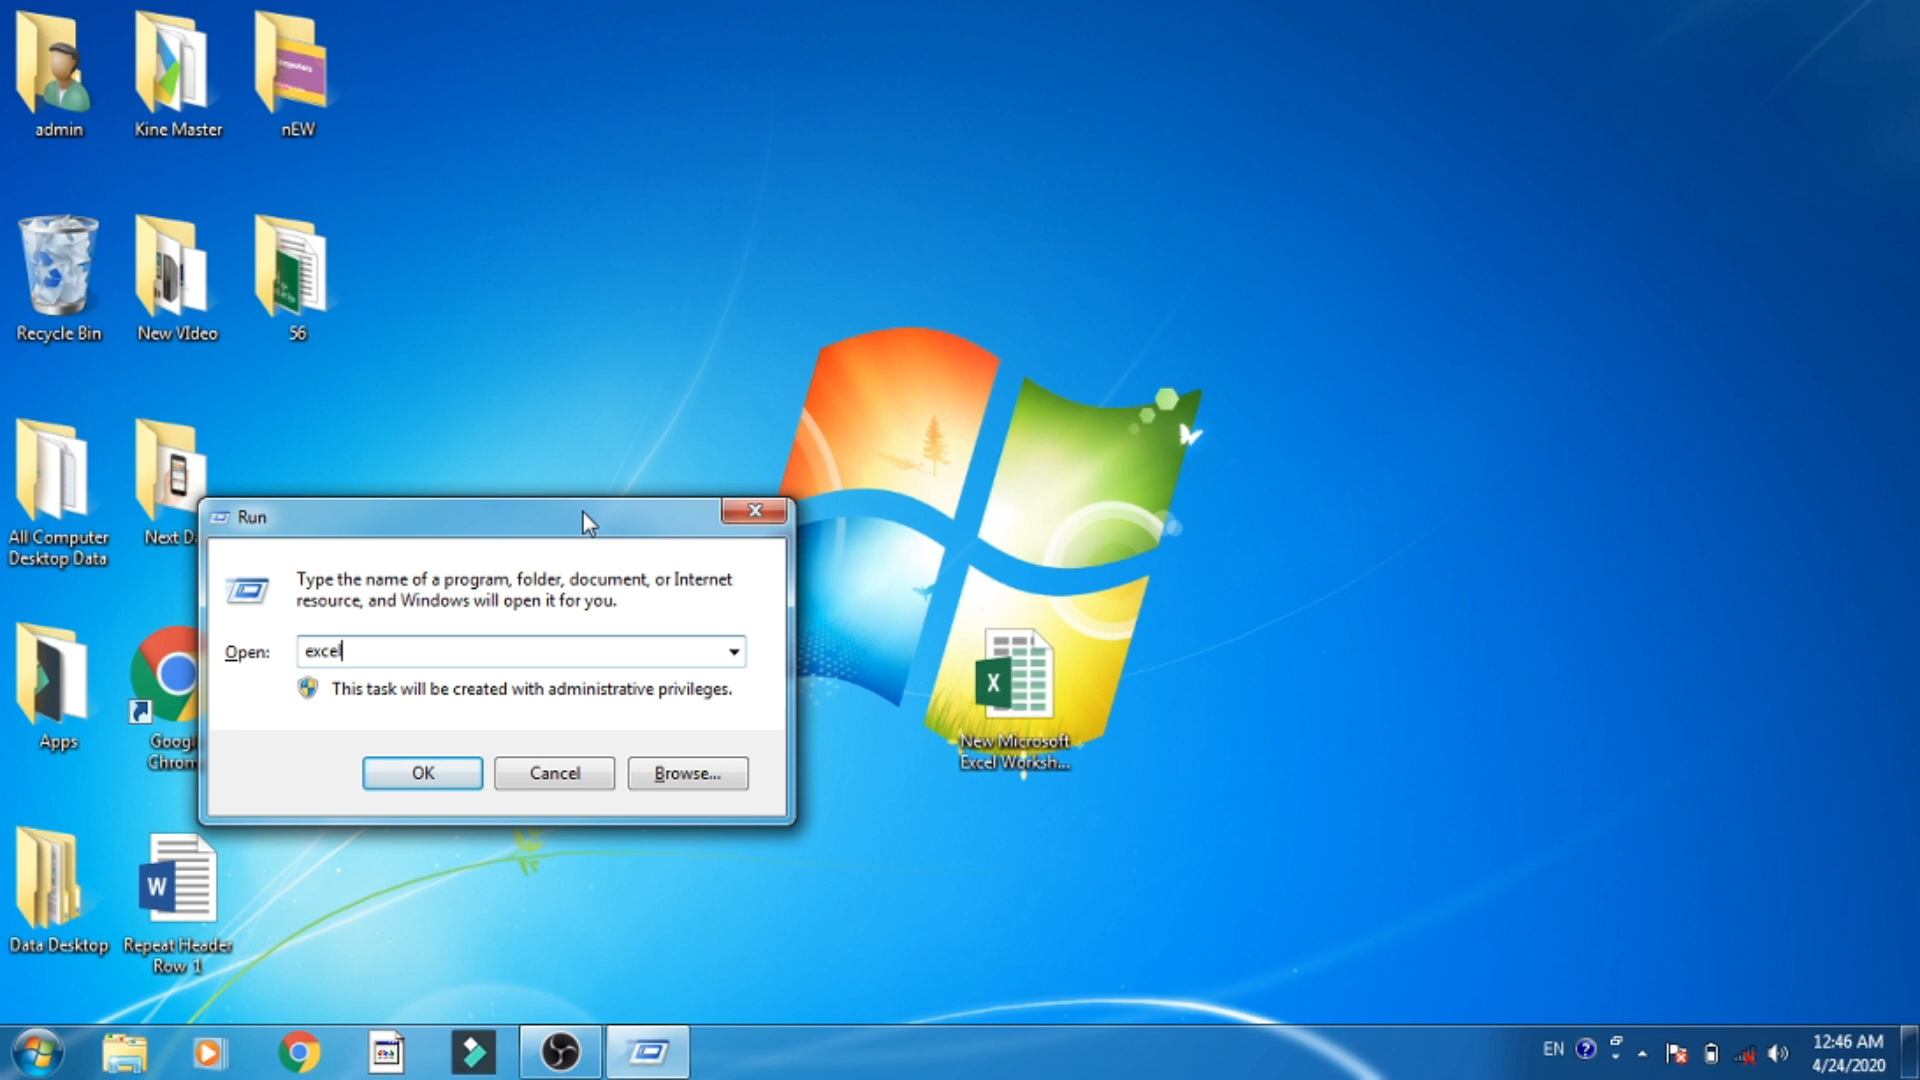 admin
Kine Master
nEW
Recycle Bin
New VIdeo
56
All Computer
Desktop Data
Next D
Run
Type the name of a program, folder, document, or Internet
resource, and Windows will open it for you.
Open:
excel
This task will be created with administrative privileges.
OK
Cancel
Browse...
Apps
Googl
Chrom
New Microsoft
Excel Worksh...
X
W
Data Desktop
Repeat Header
Row 1
EN
12:46 AM
4/24/2020